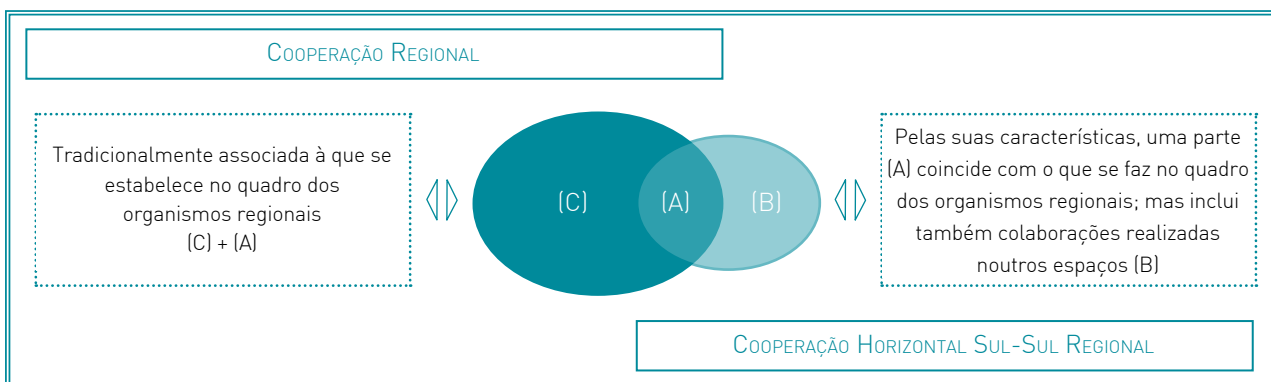 Cooperação Regional
Tradicionalmente associada à que se
estabelece no quadro dos
organismos regionais
(C) + (A)
(C)
(A)
(B)
Pelas suas características, uma parte
(A) coincide com o que se faz no quadro
dos organismos regionais; mas inclui
também colaborações realizadas
noutros espaços (B)
Cooperação Horizontal Sul-Sul Regional